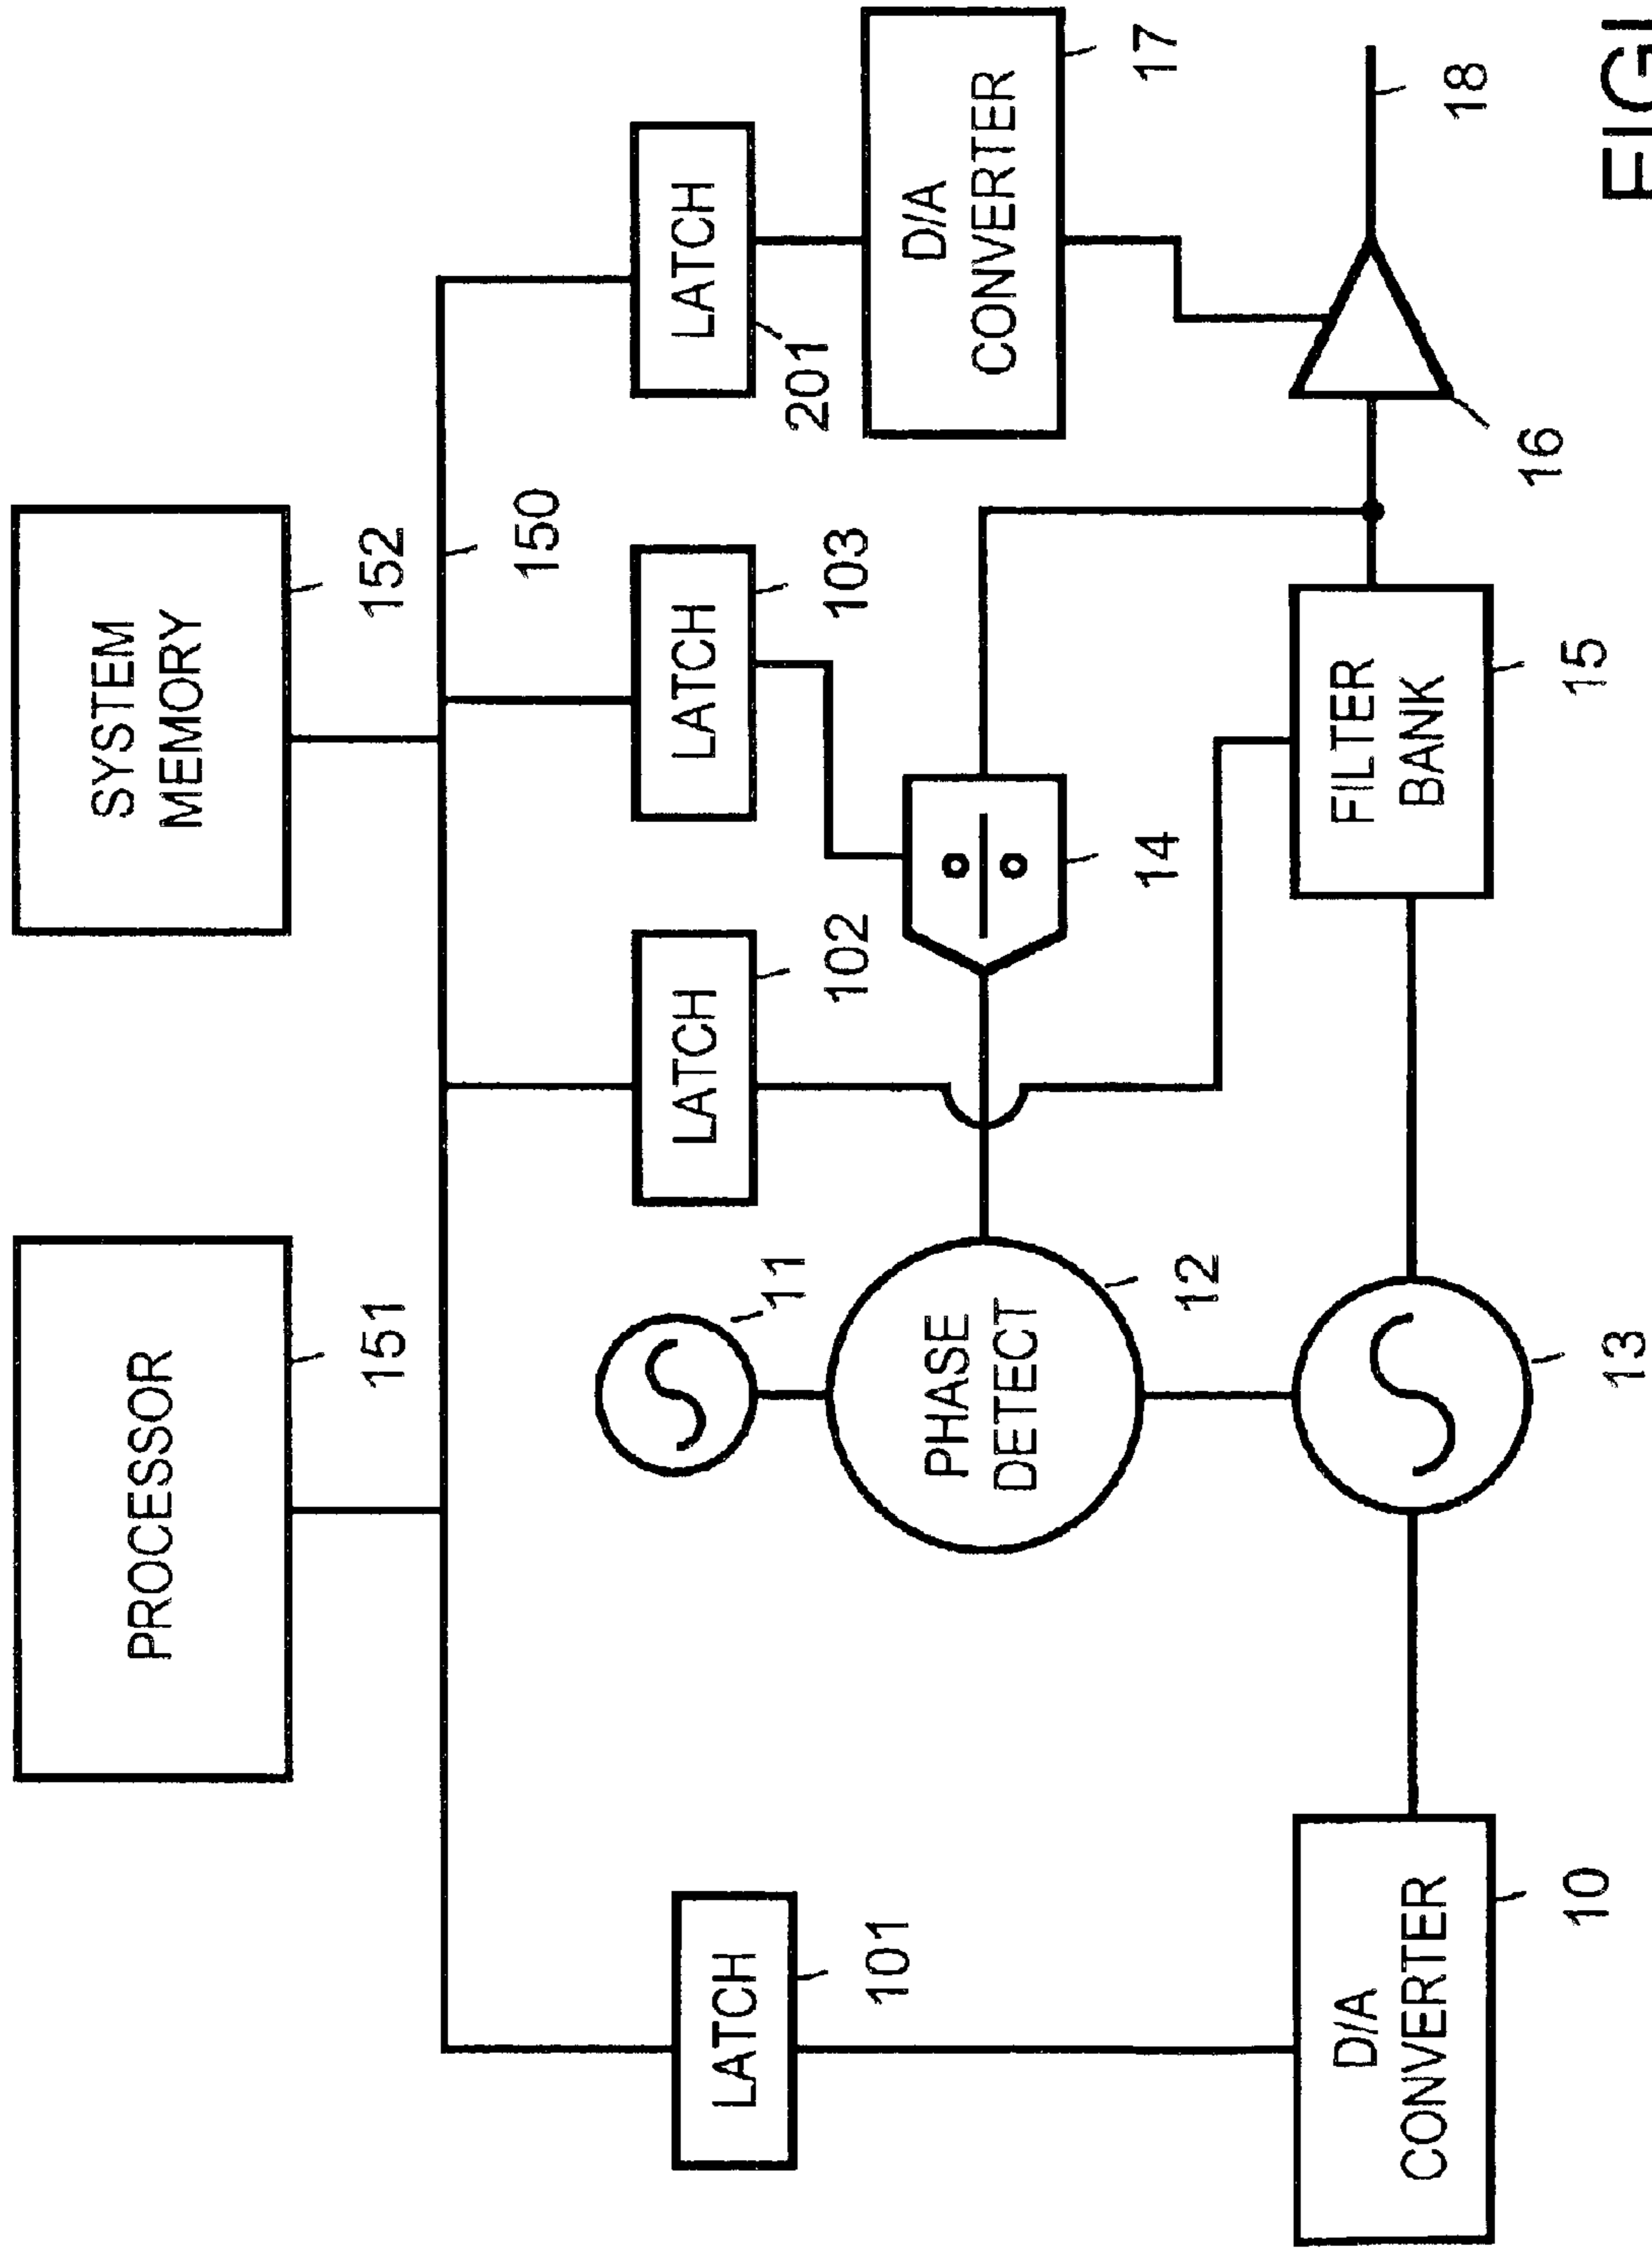 PROCESSOR
151
SYSTEM
MEMORY
152
150
LATCH
101
LATCH
102
LATCH
103
LATCH
201
11
PHASE
DETECT
12
14
D/A
CONVERTER
17
D/A
CONVERTER
10
13
FILTER
BANK
15
16
18